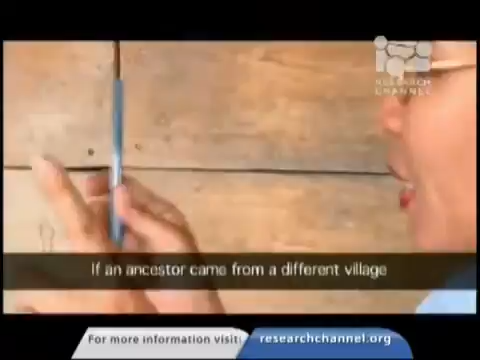 RESEARCH
CHANNEL
If an ancestor came from a different village
For more information visit:
researchchannel.org